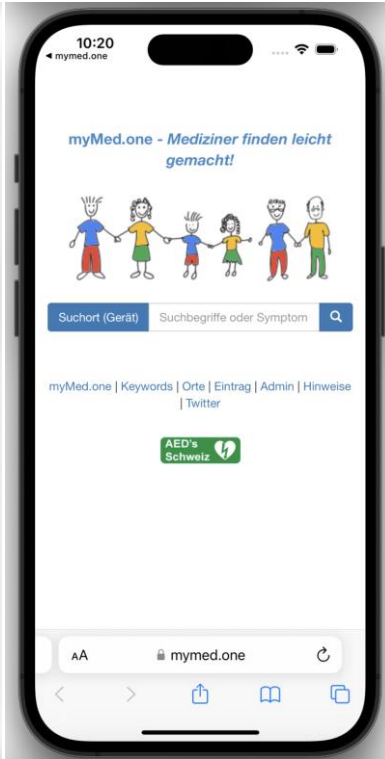 10:20
◀ mymed.one
myMed.one - Mediziner finden leicht
gemacht!
Suchort (Gerät) Suchbegriffe oder Symptom
myMed.one | Keywords | Orte | Eintrag | Admin | Hinweise
| Twitter
AED's
Schweiz
AA mymed.one